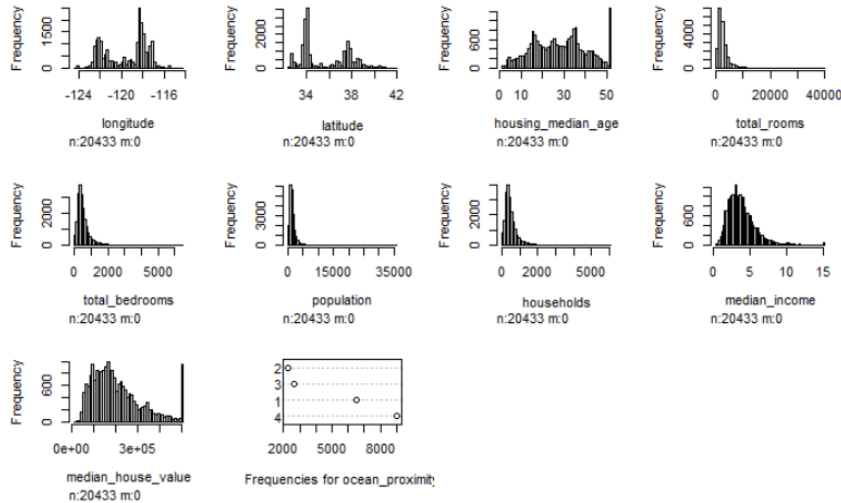 Frequency
0 1500
-124 -120 -116
longitude
n:20433 m:0
Frequency
0 2000
34 38 42
latitude
n:20433 m:0
Frequency
0 600
0 10 20 30 40 50
housing_median_age
n:20433 m:0
Frequency
0 4000
0 20000 40000
total_rooms
n:20433 m:0
Frequency
0 2000
0 2000 5000
total_bedrooms
n:20433 m:0
Frequency
0 3000
0 15000 35000
population
n:20433 m:0
Frequency
0 2000
0 2000 6000
households
n:20433 m:0
Frequency
0 600
0 5 10 15
median_income
n:20433 m:0
Frequency
0 600
0e+00 3e+05
median_house_value
n:20433 m:0
2
3
1
4
2000 5000 8000
Frequencies for ocean_proximity